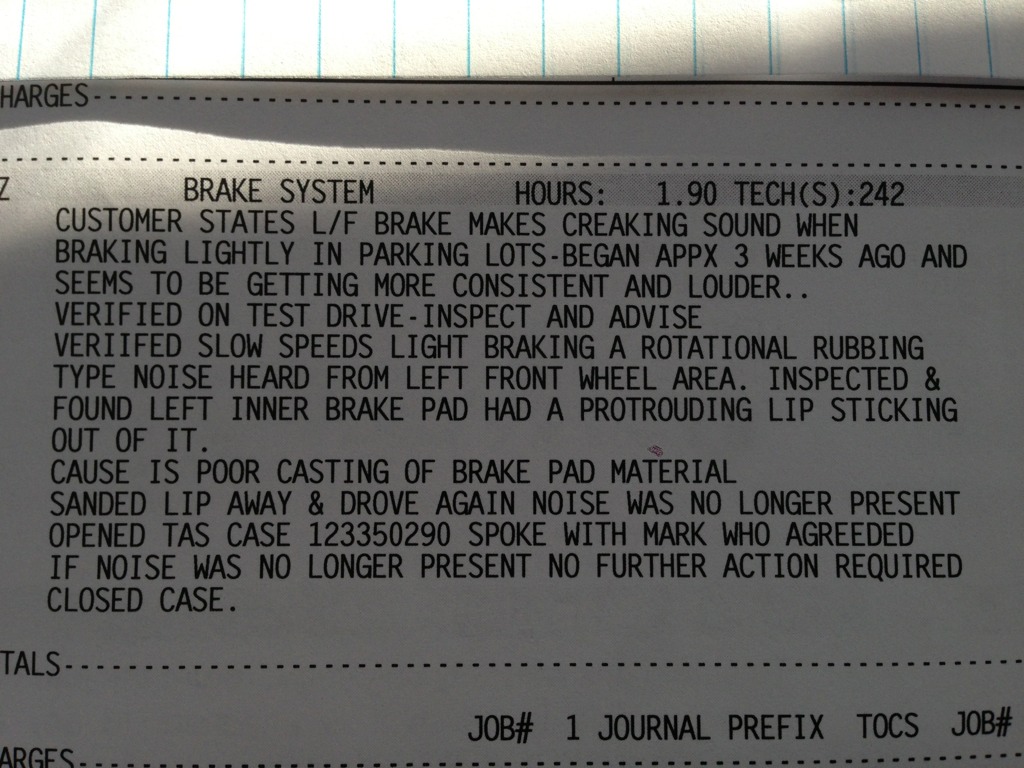 HARGES--------------------------------------------------------
--------------------------------------------------------------
Z BRAKE SYSTEM HOURS: 1.90 TECH(S):242
CUSTOMER STATES L/F BRAKE MAKES CREAKING SOUND WHEN
BRAKING LIGHTLY IN PARKING LOTS-BEGAN APPX 3 WEEKS AGO AND
SEEMS TO BE GETTING MORE CONSISTENT AND LOUDER..
VERIFIED ON TEST DRIVE-INSPECT AND ADVISE
VERIIFED SLOW SPEEDS LIGHT BRAKING A ROTATIONAL RUBBING
TYPE NOISE HEARD FROM LEFT FRONT WHEEL AREA. INSPECTED &
FOUND LEFT INNER BRAKE PAD HAD A PROTROUDING LIP STICKING
OUT OF IT.
CAUSE IS POOR CASTING OF BRAKE PAD MATERIAL
SANDED LIP AWAY & DROVE AGAIN NOISE WAS NO LONGER PRESENT
OPENED TAS CASE 123350290 SPOKE WITH MARK WHO AGREEDED
IF NOISE WAS NO LONGER PRESENT NO FURTHER ACTION REQUIRED
CLOSED CASE.
TALS----------------------------------------------------------
JOB# 1 JOURNAL PREFIX TOCS JOB#
ARGES---------------------------------------------------------